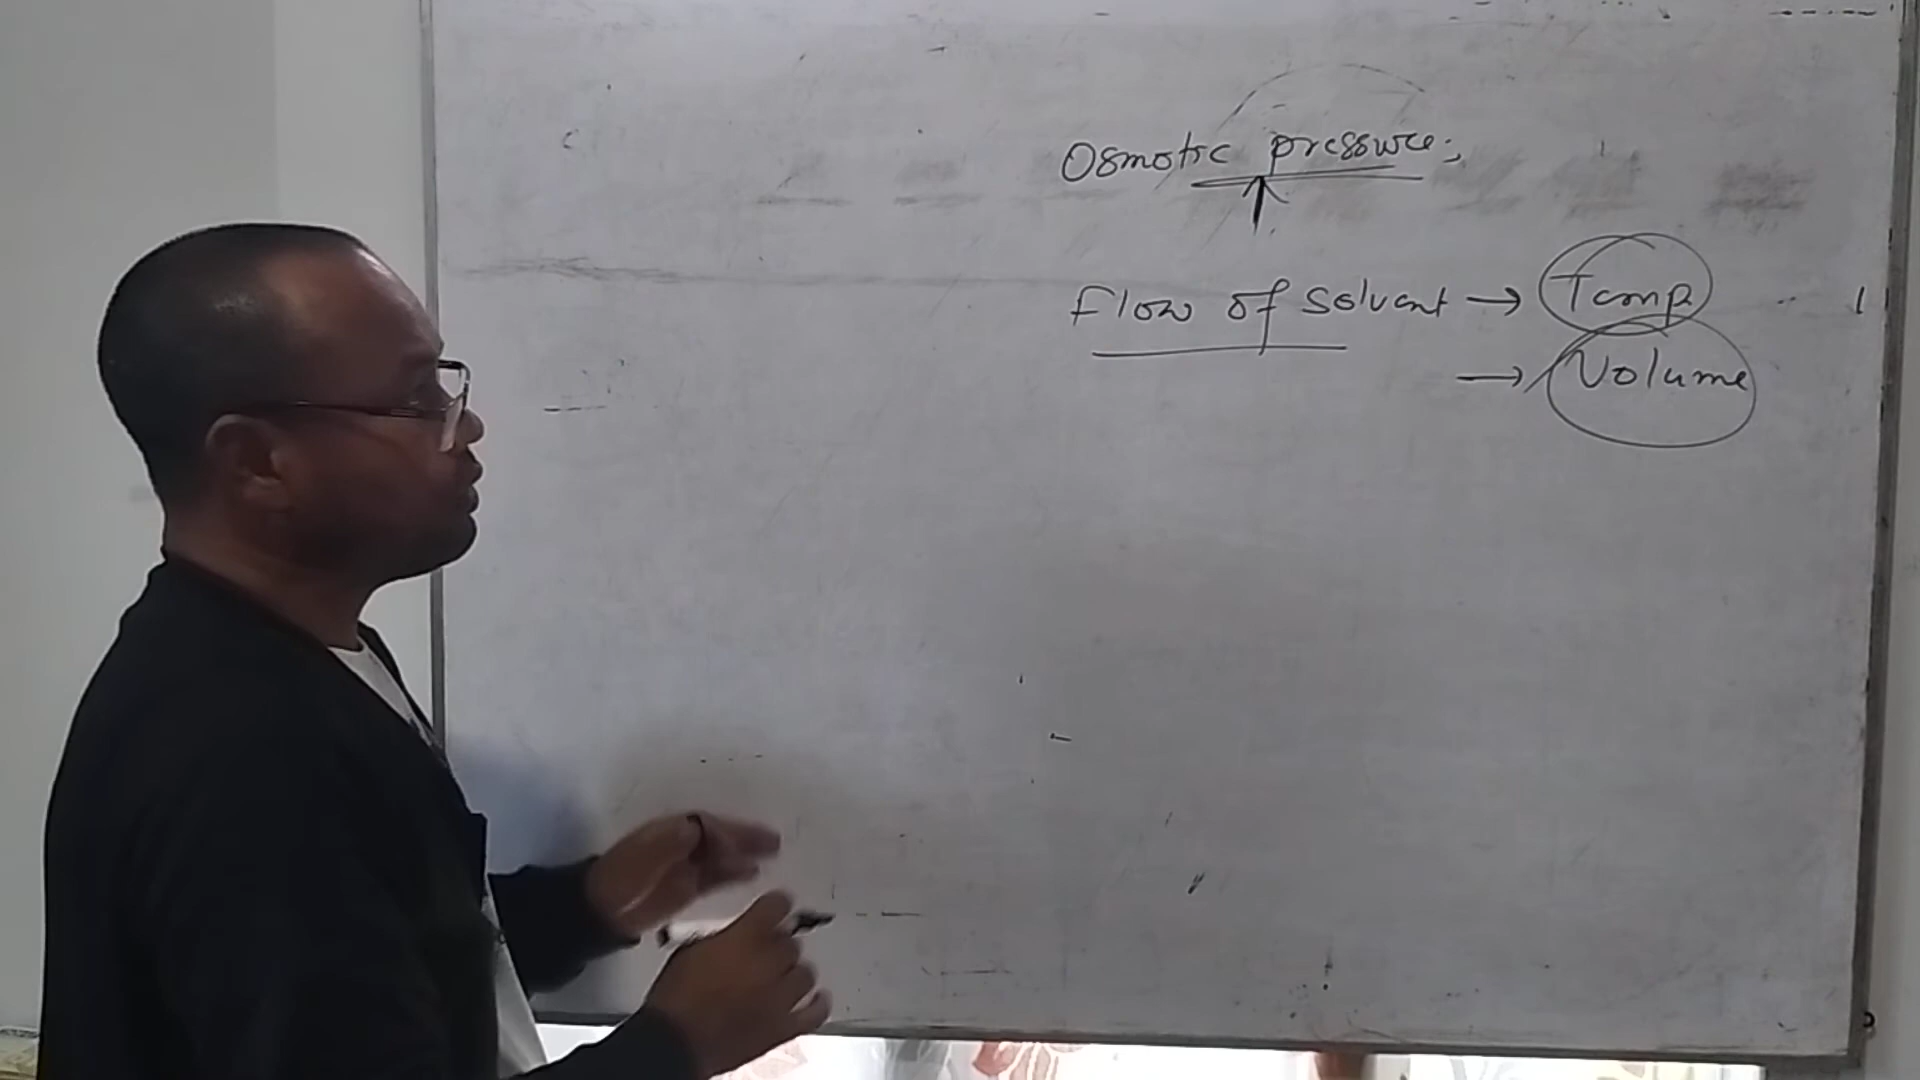 Osmotic pressure:
Flow of solvent → Temp
→ Volume